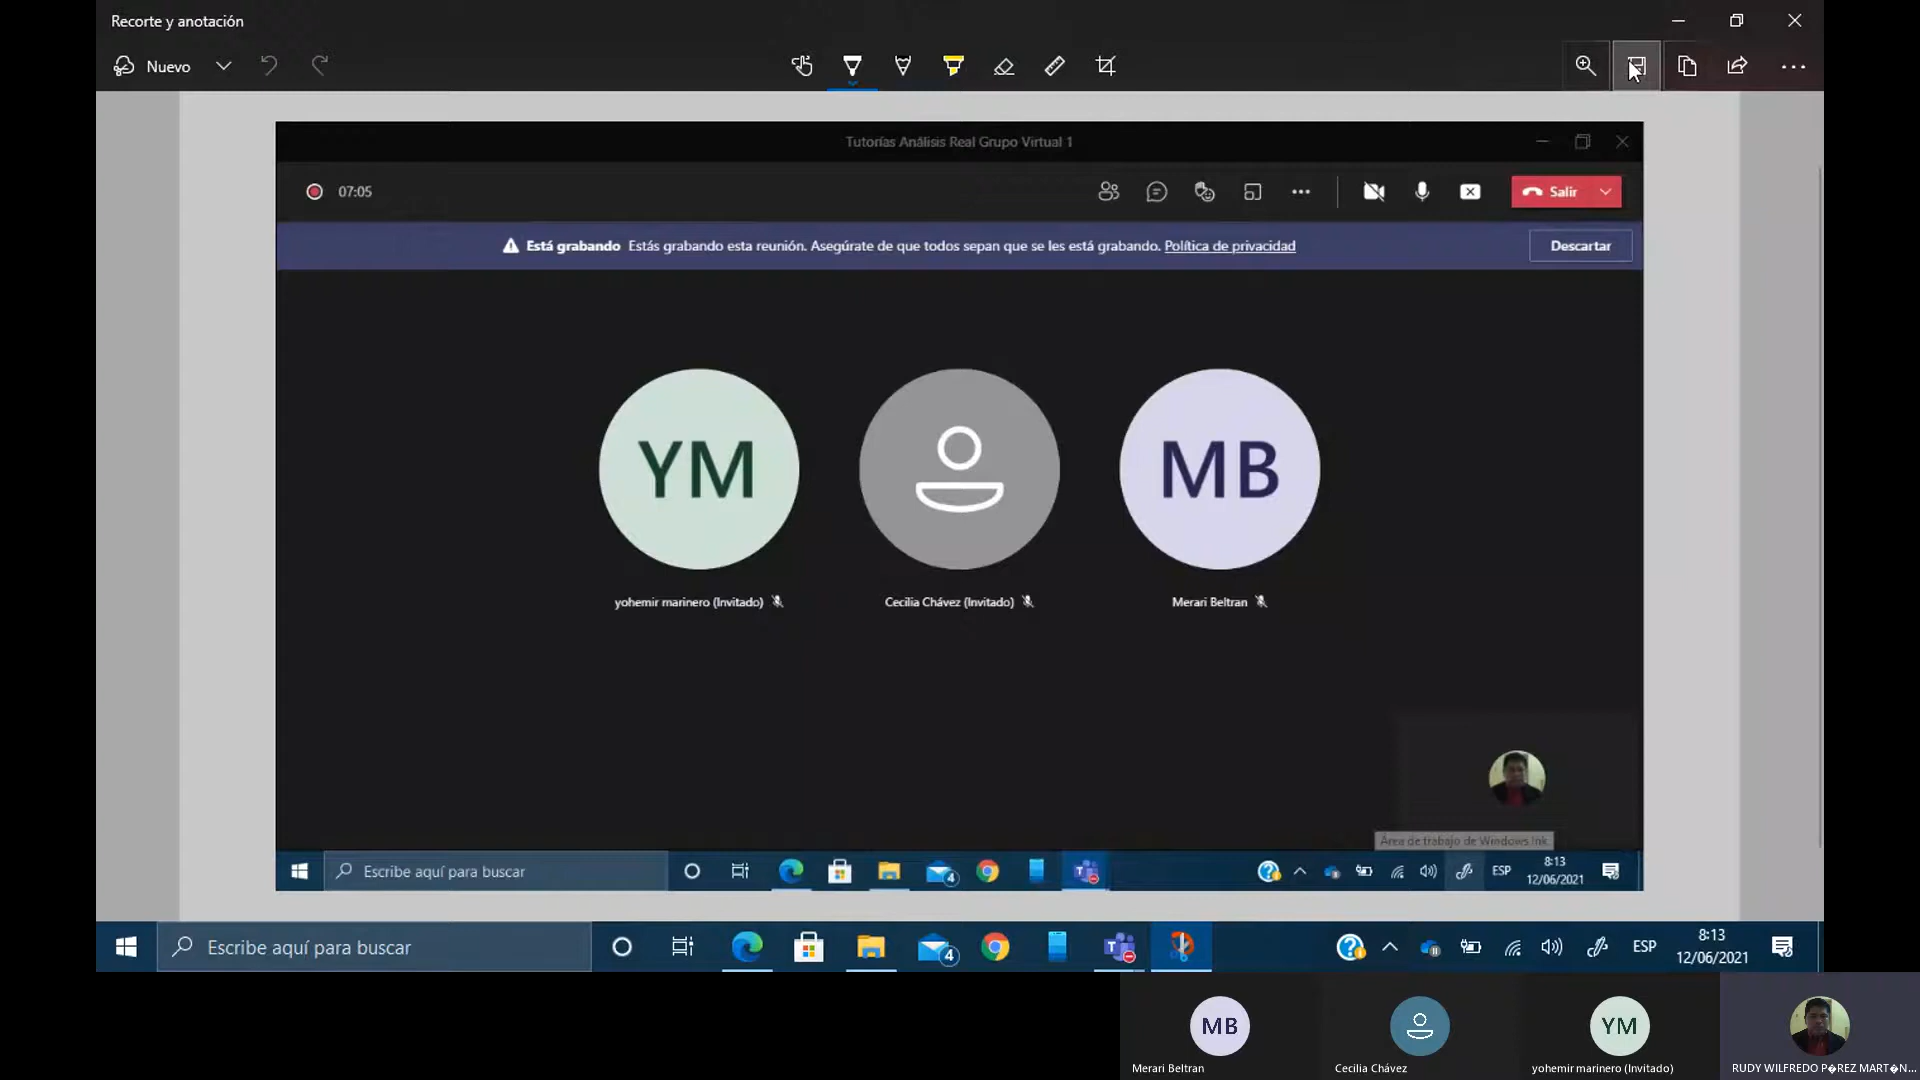 Recorte y anotación
Nuevo
Tutorías Análisis Real Grupo Virtual 1
07:05
Salir
Está grabando Estás grabando esta reunión. Asegúrate de que todos sepan que se les está grabando. Política de privacidad
Descartar
YM
MB
yohemir marinero (Invitado)
Cecilia Chávez (Invitado)
Merari Beltran
Área de trabajo de Windows Ink
Escribe aquí para buscar
4
ESP
8:13
12/06/2021
Escribe aquí para buscar
4
ESP
8:13
12/06/2021
MB
YM
Merari Beltran
Cecilia Chávez
yohemir marinero (Invitado)
RUDY WILFREDO P�REZ MART�N...